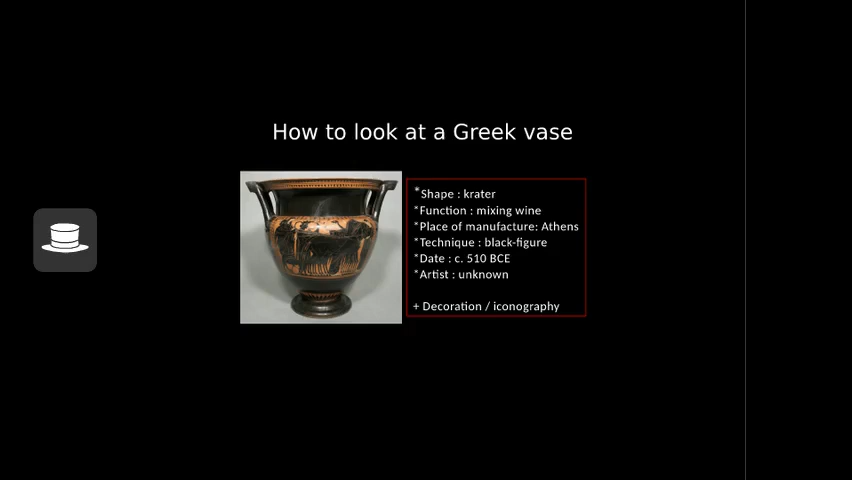 How to look at a Greek vase
*Shape : krater
*Function : mixing wine
*Place of manufacture: Athens
*Technique : black-figure
*Date : c. 510 BCE
*Artist : unknown
+ Decoration / iconography